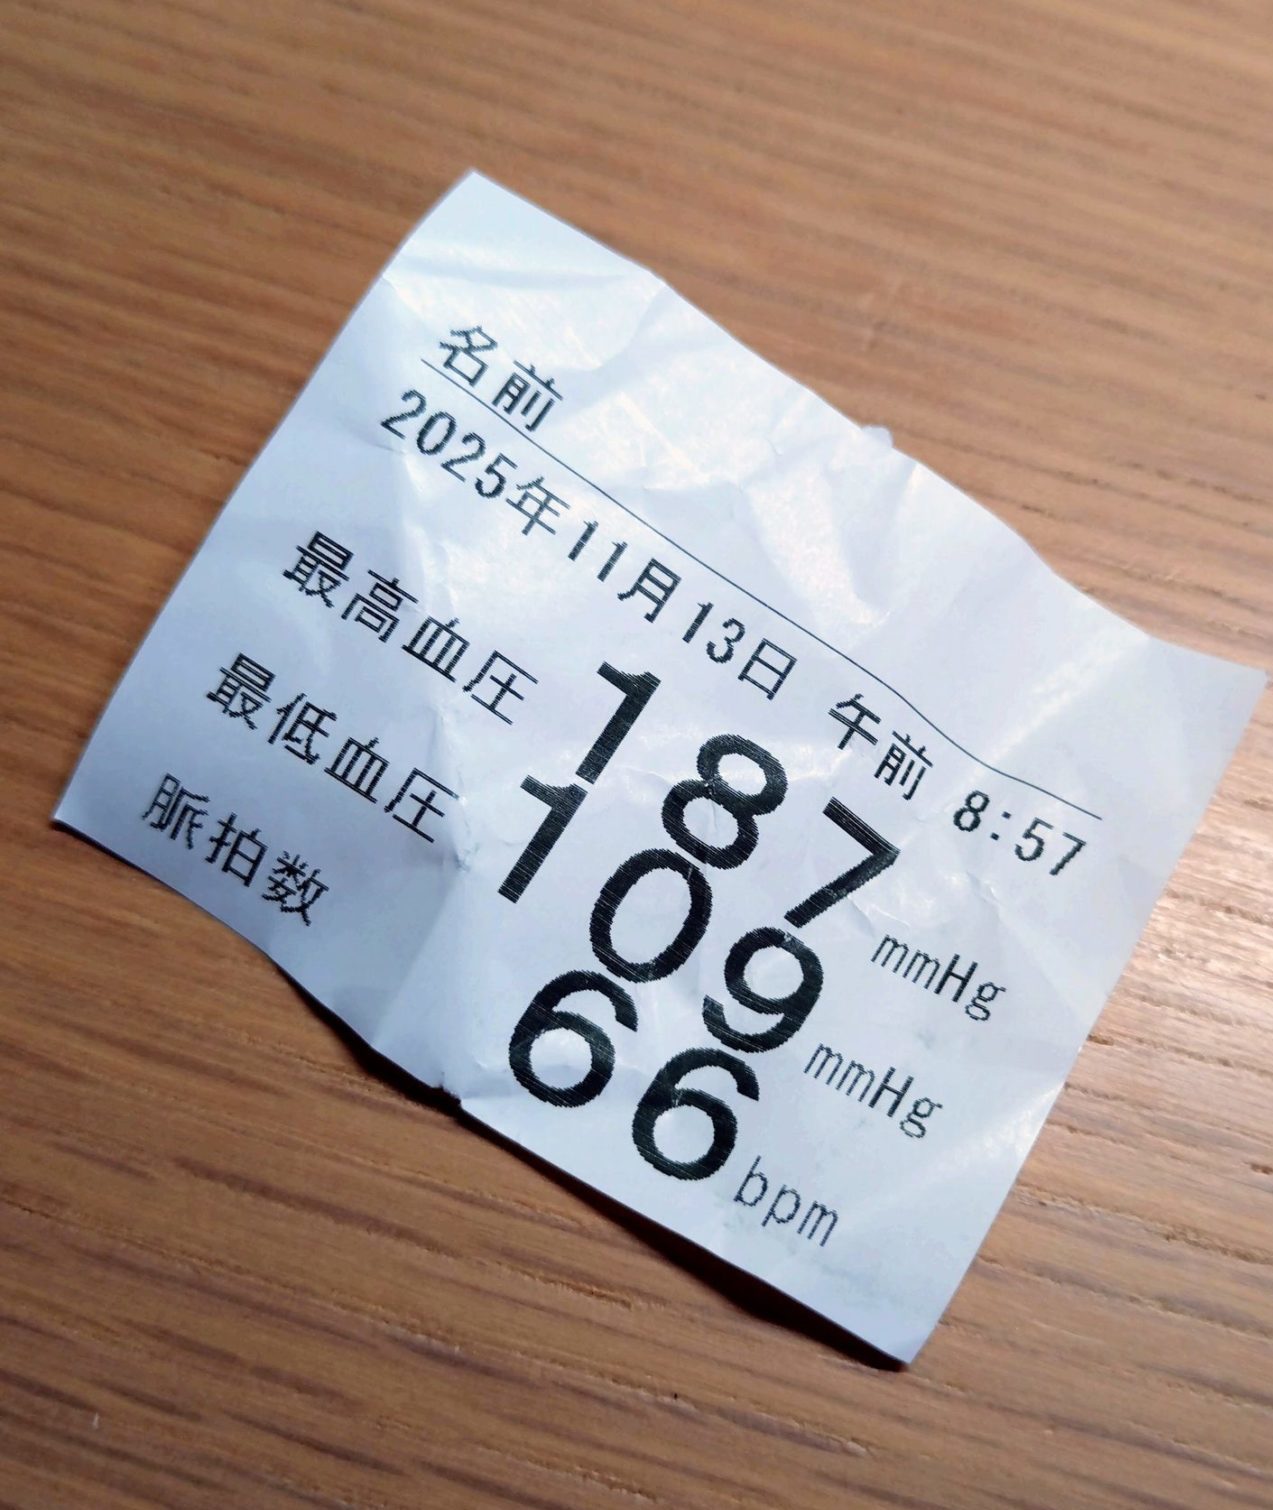 名前
2025年11月13日 午前 8:57
最高血圧 187 mmHg
最低血圧 109 mmHg
脈拍数 66 bpm